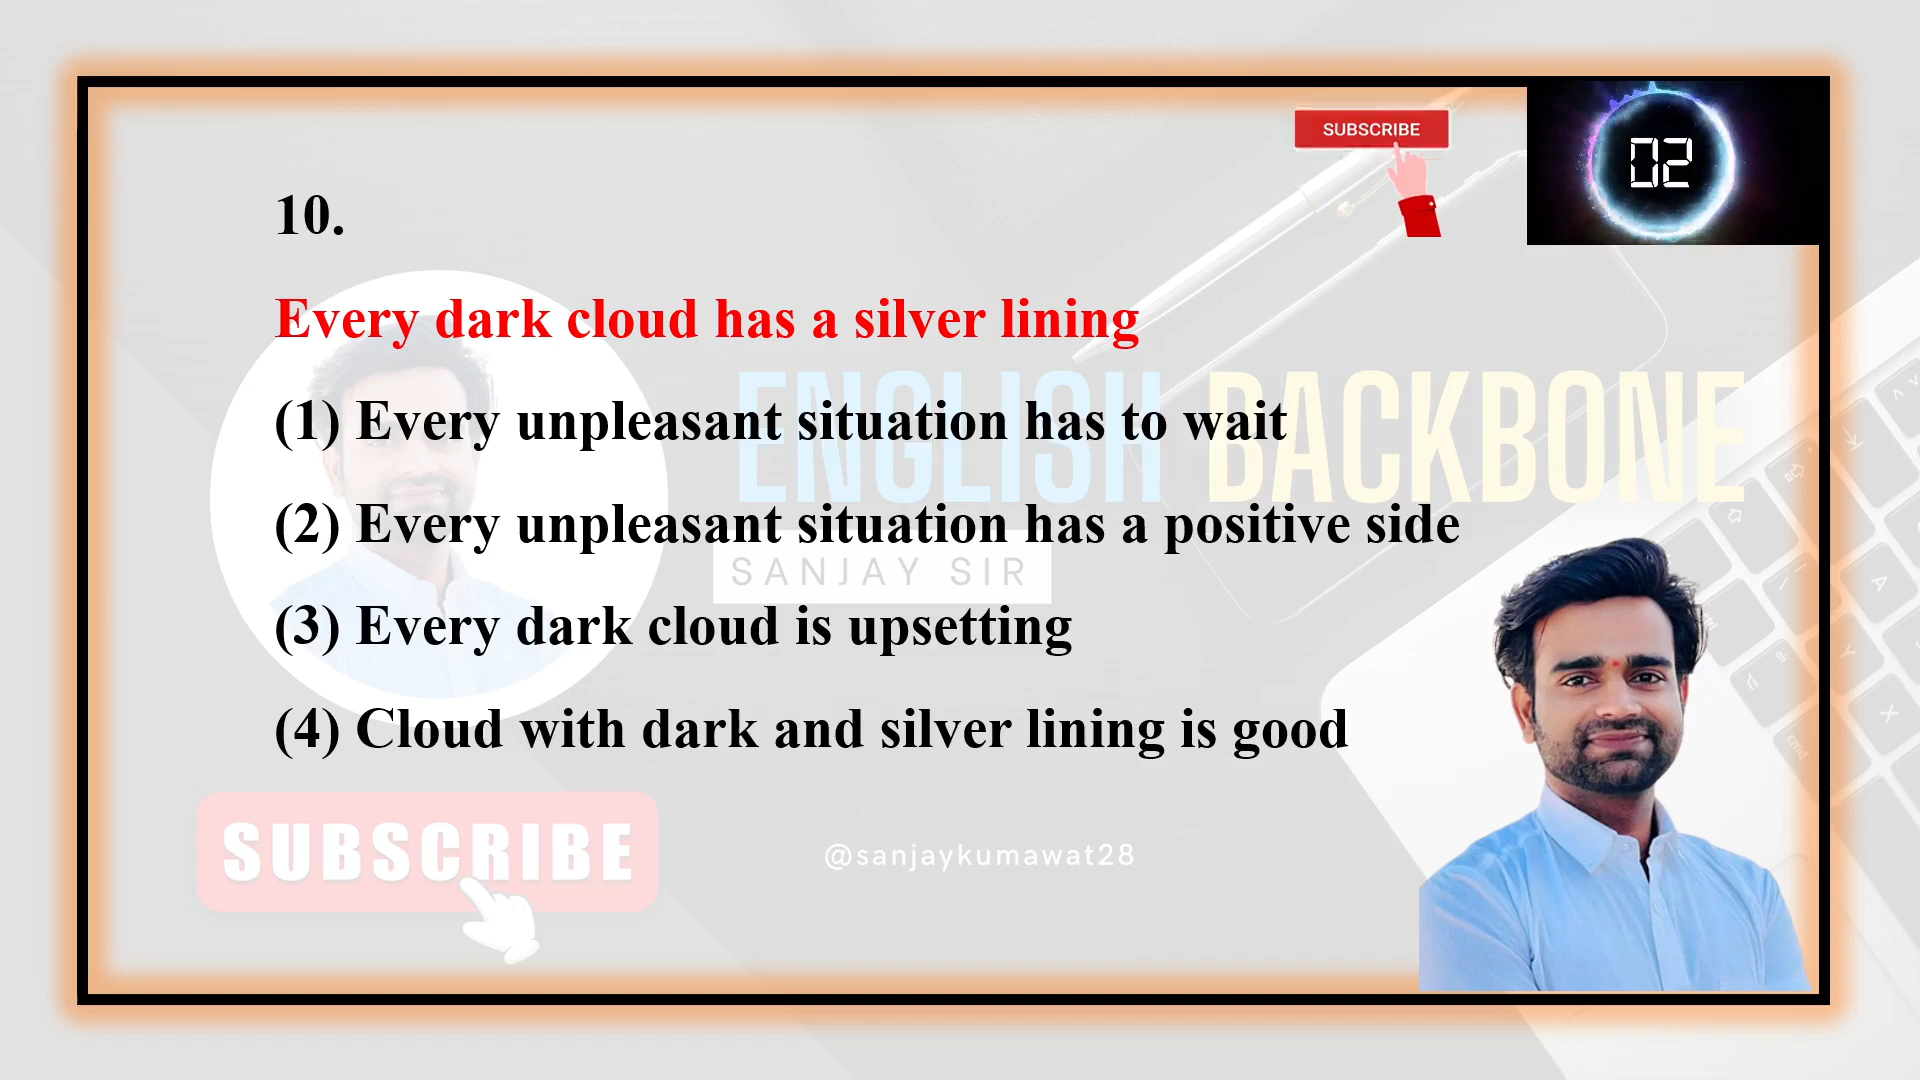 SUBSCRIBE
02
10.
Every dark cloud has a silver lining
ENGLISH BACKBONE
(1) Every unpleasant situation has to wait
(2) Every unpleasant situation has a positive side
SANJAY SIR
(3) Every dark cloud is upsetting
(4) Cloud with dark and silver lining is good
SUBSCRIBE
@sanjaykumawat28